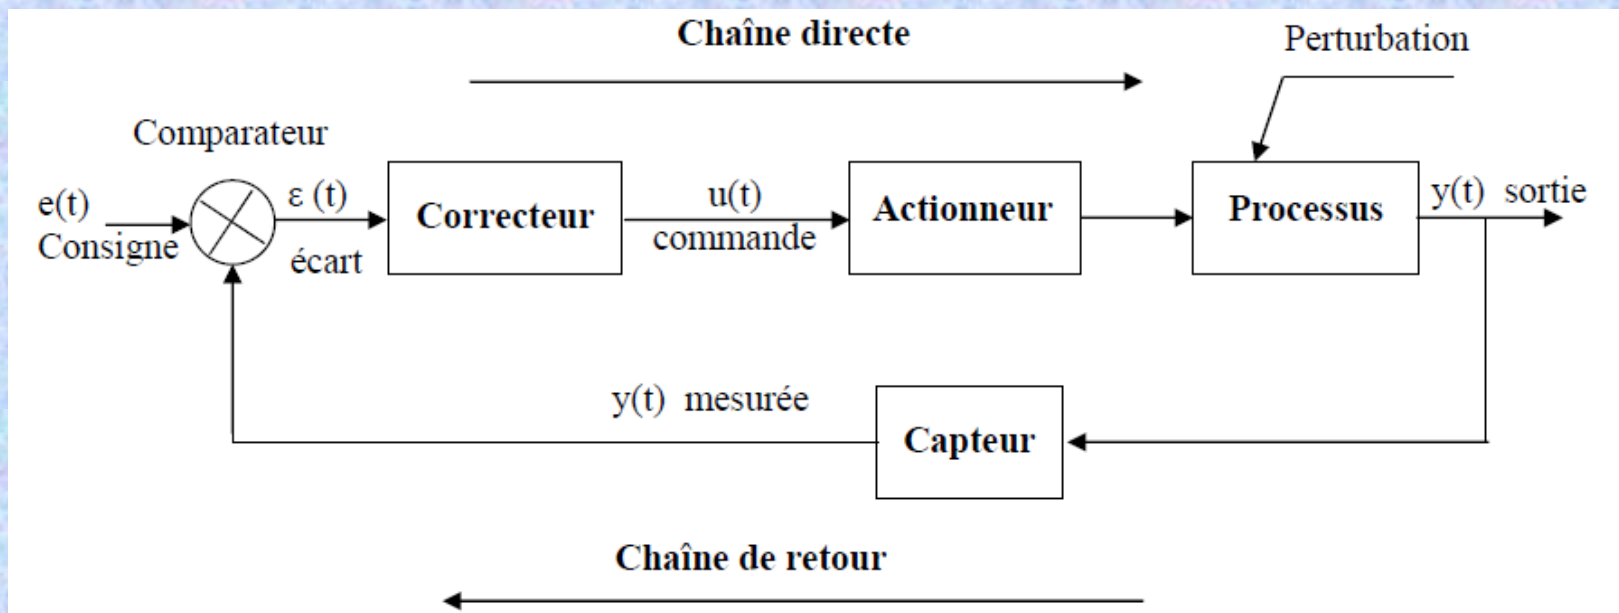 Chaîne directe
Perturbation
Comparateur
e(t)
Consigne
ε (t)
écart
Correcteur
u(t)
commande
Actionneur
Processus
y(t) sortie
y(t) mesurée
Capteur
Chaîne de retour